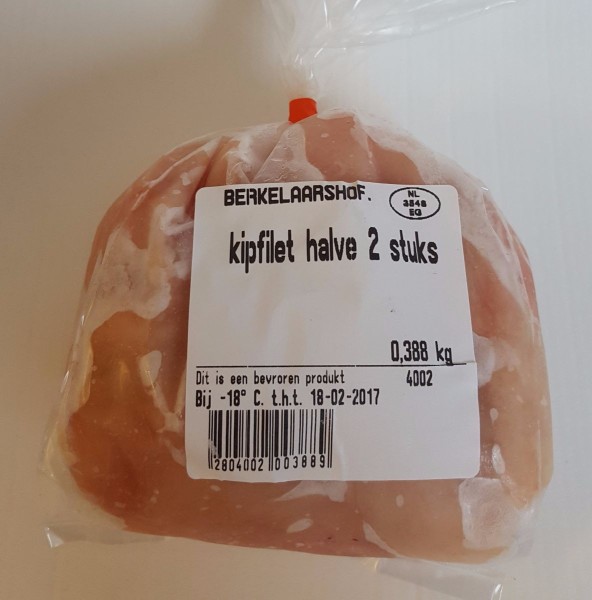 BERKELAARSHOF.
NL
3548
EG
kipfilet halve 2 stuks
0,388 kg
Dit is een bevroren produkt 4002
Bij -18° C. t.h.t. 18-02-2017
2804002 003889